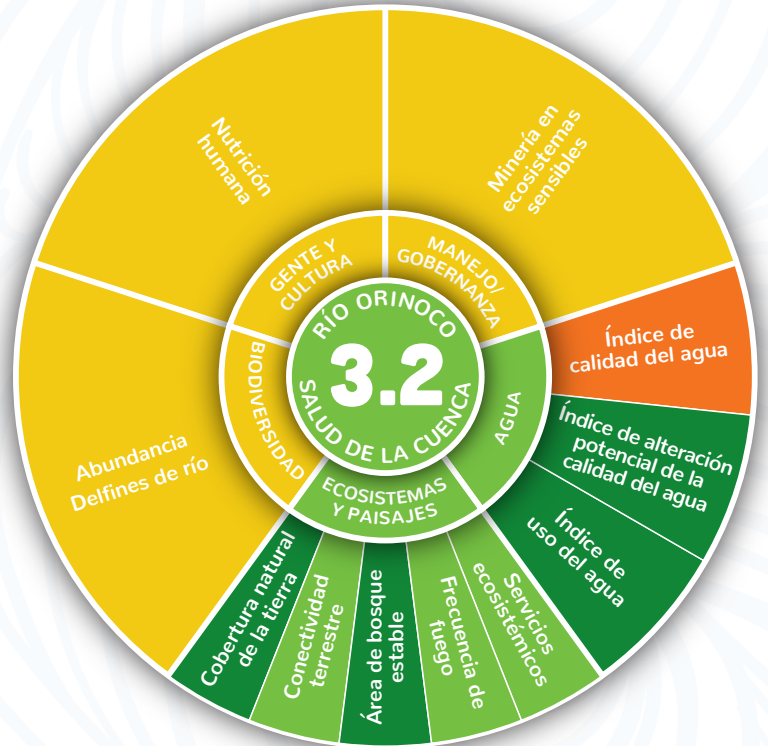 RÍO ORINOCO
3.2
SALUD DE LA CUENCA
GENTE Y
CULTURA
MANEJO/
GOBERNANZA
AGUA
ECOSISTEMAS
Y PAISAJES
BIODIVERSIDAD
Nutrición
humana
Minería en
ecosistemas
sensibles
Índice de
calidad del agua
Índice de alteración
potencial de la
calidad del agua
Índice de
uso del agua
Servicios
ecosistémicos
Frecuencia de
fuego
Área de bosque
estable
Conectividad
terrestre
Cobertura natural
de la tierra
Abundancia
Delfines de río